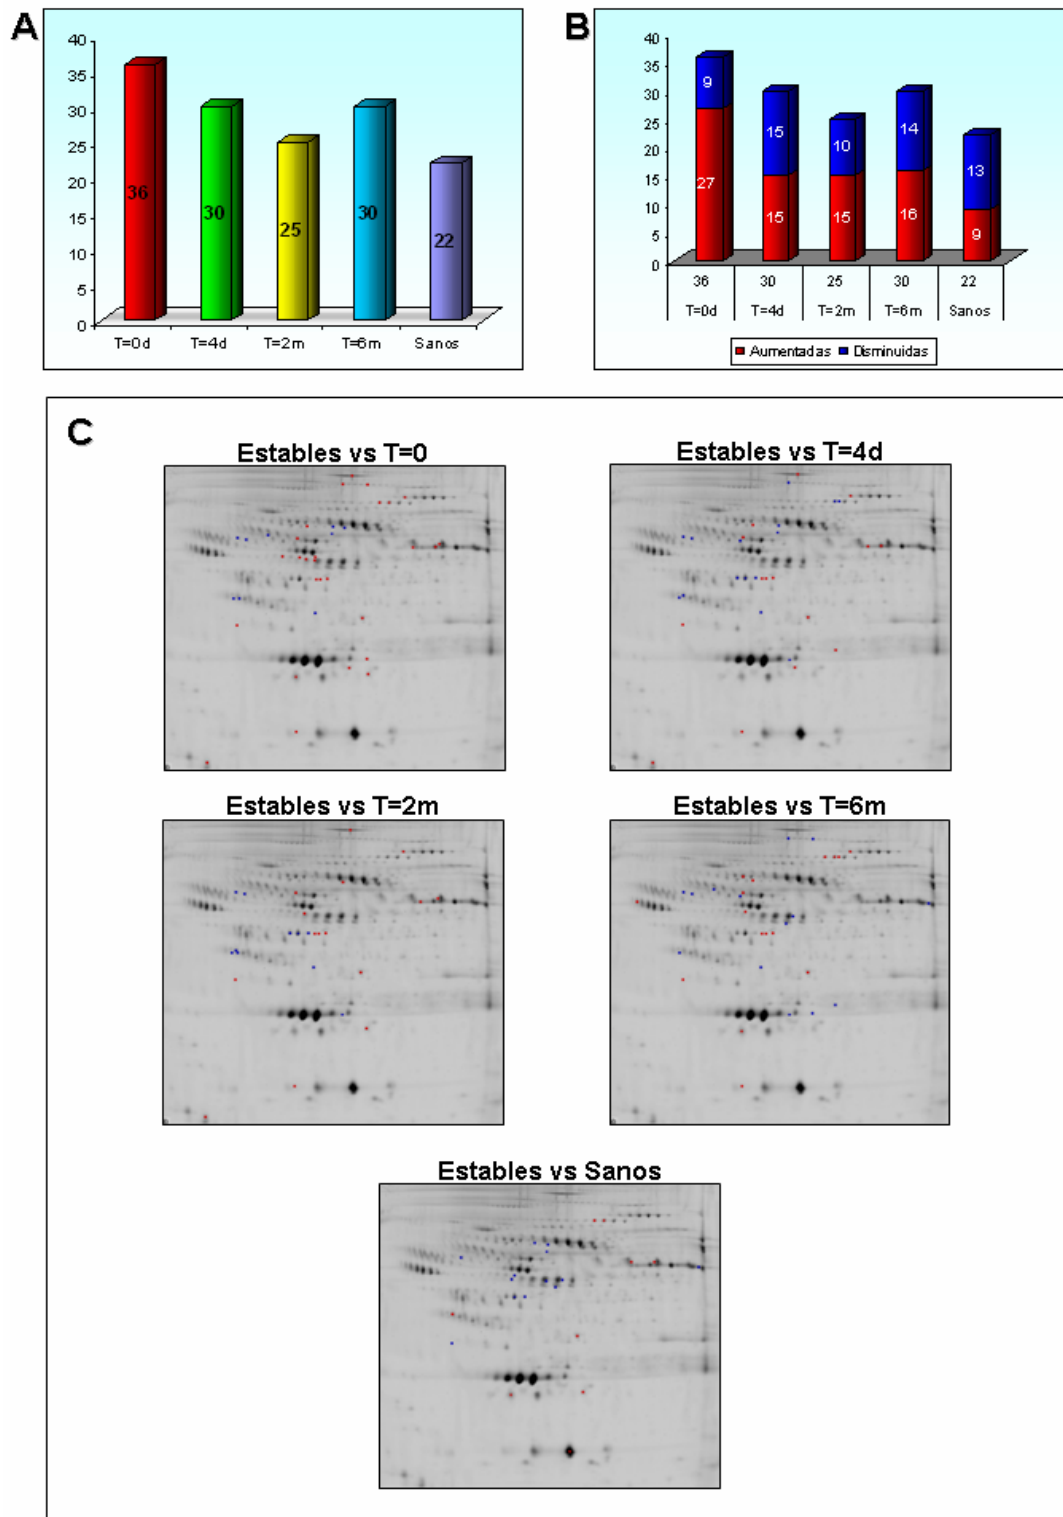 A
40
35
30
25
20
15
10
5
0
36
30
25
30
22
T=0d T=4d T=2m T=6m Sanos
B
40
35
30
25
20
15
10
5
0
9
27
15
15
10
15
14
16
13
9
36 30 25 30 22
T=0d T=4d T=2m T=6m Sanos
Aumentadas Disminuidas
C
Estables vs T=0
Estables vs T=4d
Estables vs T=2m
Estables vs T=6m
Estables vs Sanos